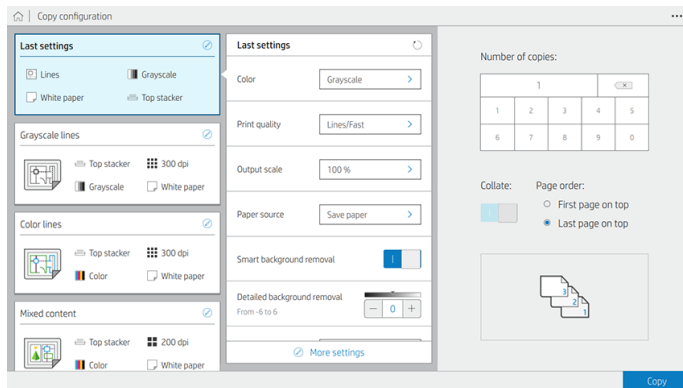 Copy configuration
Last settings
Lines
Grayscale
White paper
Top stacker
Grayscale lines
Top stacker
300 dpi
Grayscale
White paper
Color lines
Top stacker
300 dpi
Color
White paper
Mixed content
Top stacker
200 dpi
Color
White paper
Last settings
Color
Grayscale
Print quality
Lines/Fast
Output scale
100 %
Paper source
Save paper
Smart background
removal
Detailed background removal
From -6 to 6
− 0 +
More settings
Number of copies:
1
1 2 3 4 5
6 7 8 9 0
Collate:
Page order:
First page on top
Last page on top
3
2
1
Copy